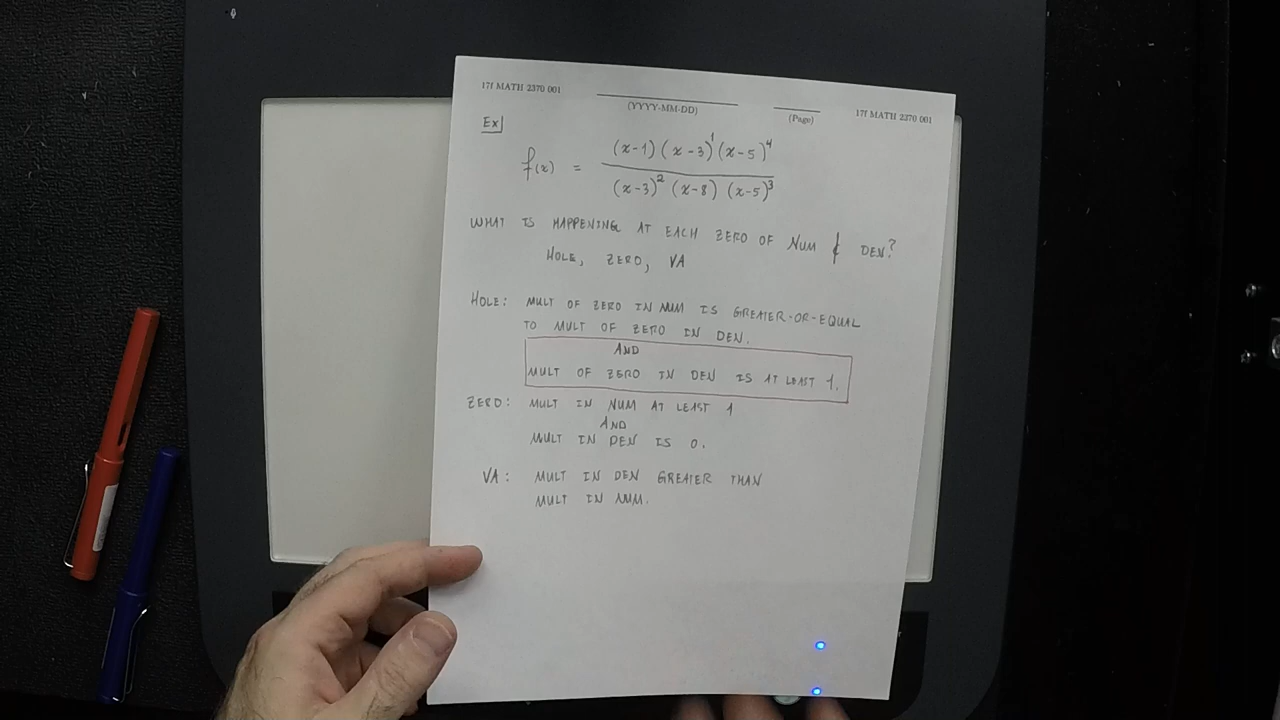 17f MATH 2370 001
(YYYY-MM-DD)
(Page)
17f MATH 2370 001
Ex
f(x) = (x-1)(x-3)^1(x-5)^4 / (x-3)^2(x-8)(x-5)^3
WHAT IS HAPPENING AT EACH ZERO OF NUM & DEN?
HOLE, ZERO, VA
HOLE: MULT OF ZERO IN NUM IS GREATER-OR-EQUAL
TO MULT OF ZERO IN DEN.
AND
MULT OF ZERO IN DEN IS AT LEAST 1.
ZERO: MULT IN NUM AT LEAST 1
AND
MULT IN DEN IS 0.
VA: MULT IN DEN GREATER THAN
MULT IN NUM.